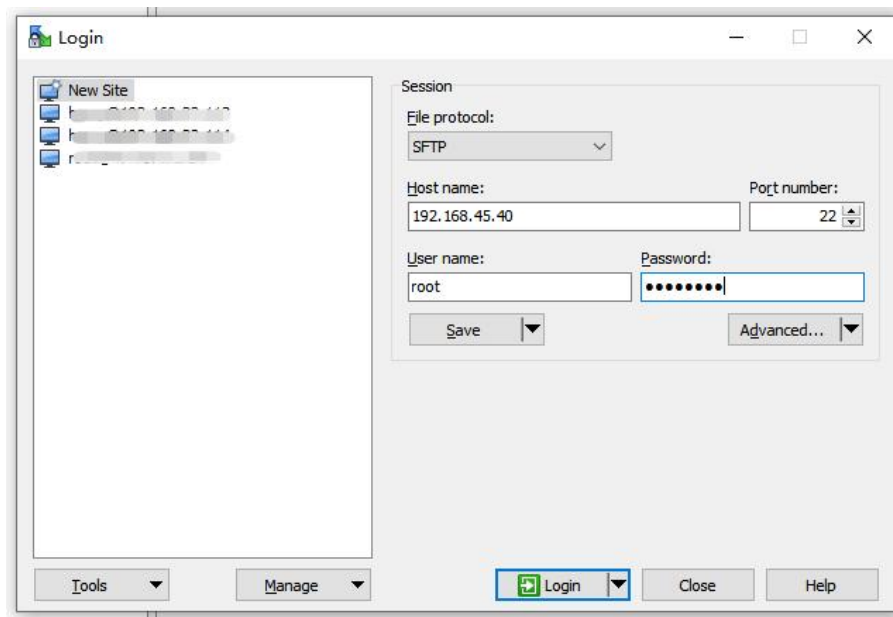 Login
New Site
Session
File protocol:
SFTP
Host name:
Port number:
192.168.45.40
22
User name:
Password:
root
••••••••
Save
Advanced...
Tools
Manage
Login
Close
Help